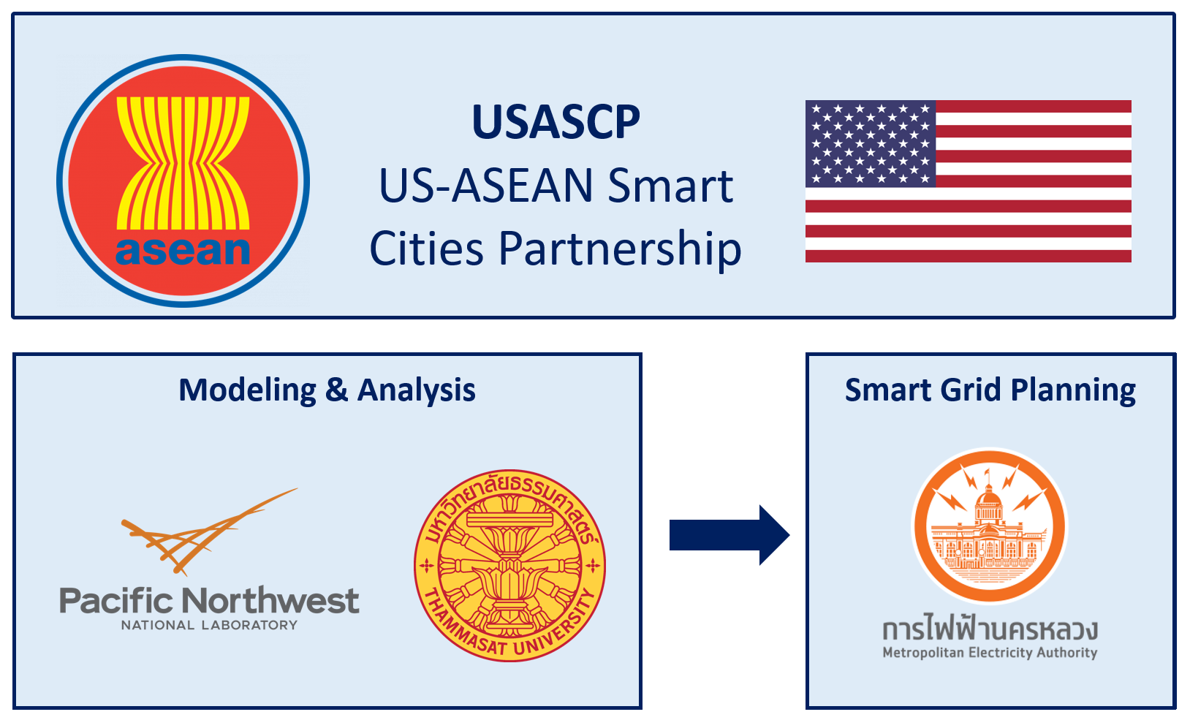 asean
USASCP
US-ASEAN Smart
Cities Partnership
Modeling & Analysis
Pacific Northwest
NATIONAL LABORATORY
มหาวิทยาลัยธรรมศาสตร์
THAMMASAT UNIVERSITY
Smart Grid Planning
การไฟฟ้านครหลวง
Metropolitan Electricity Authority